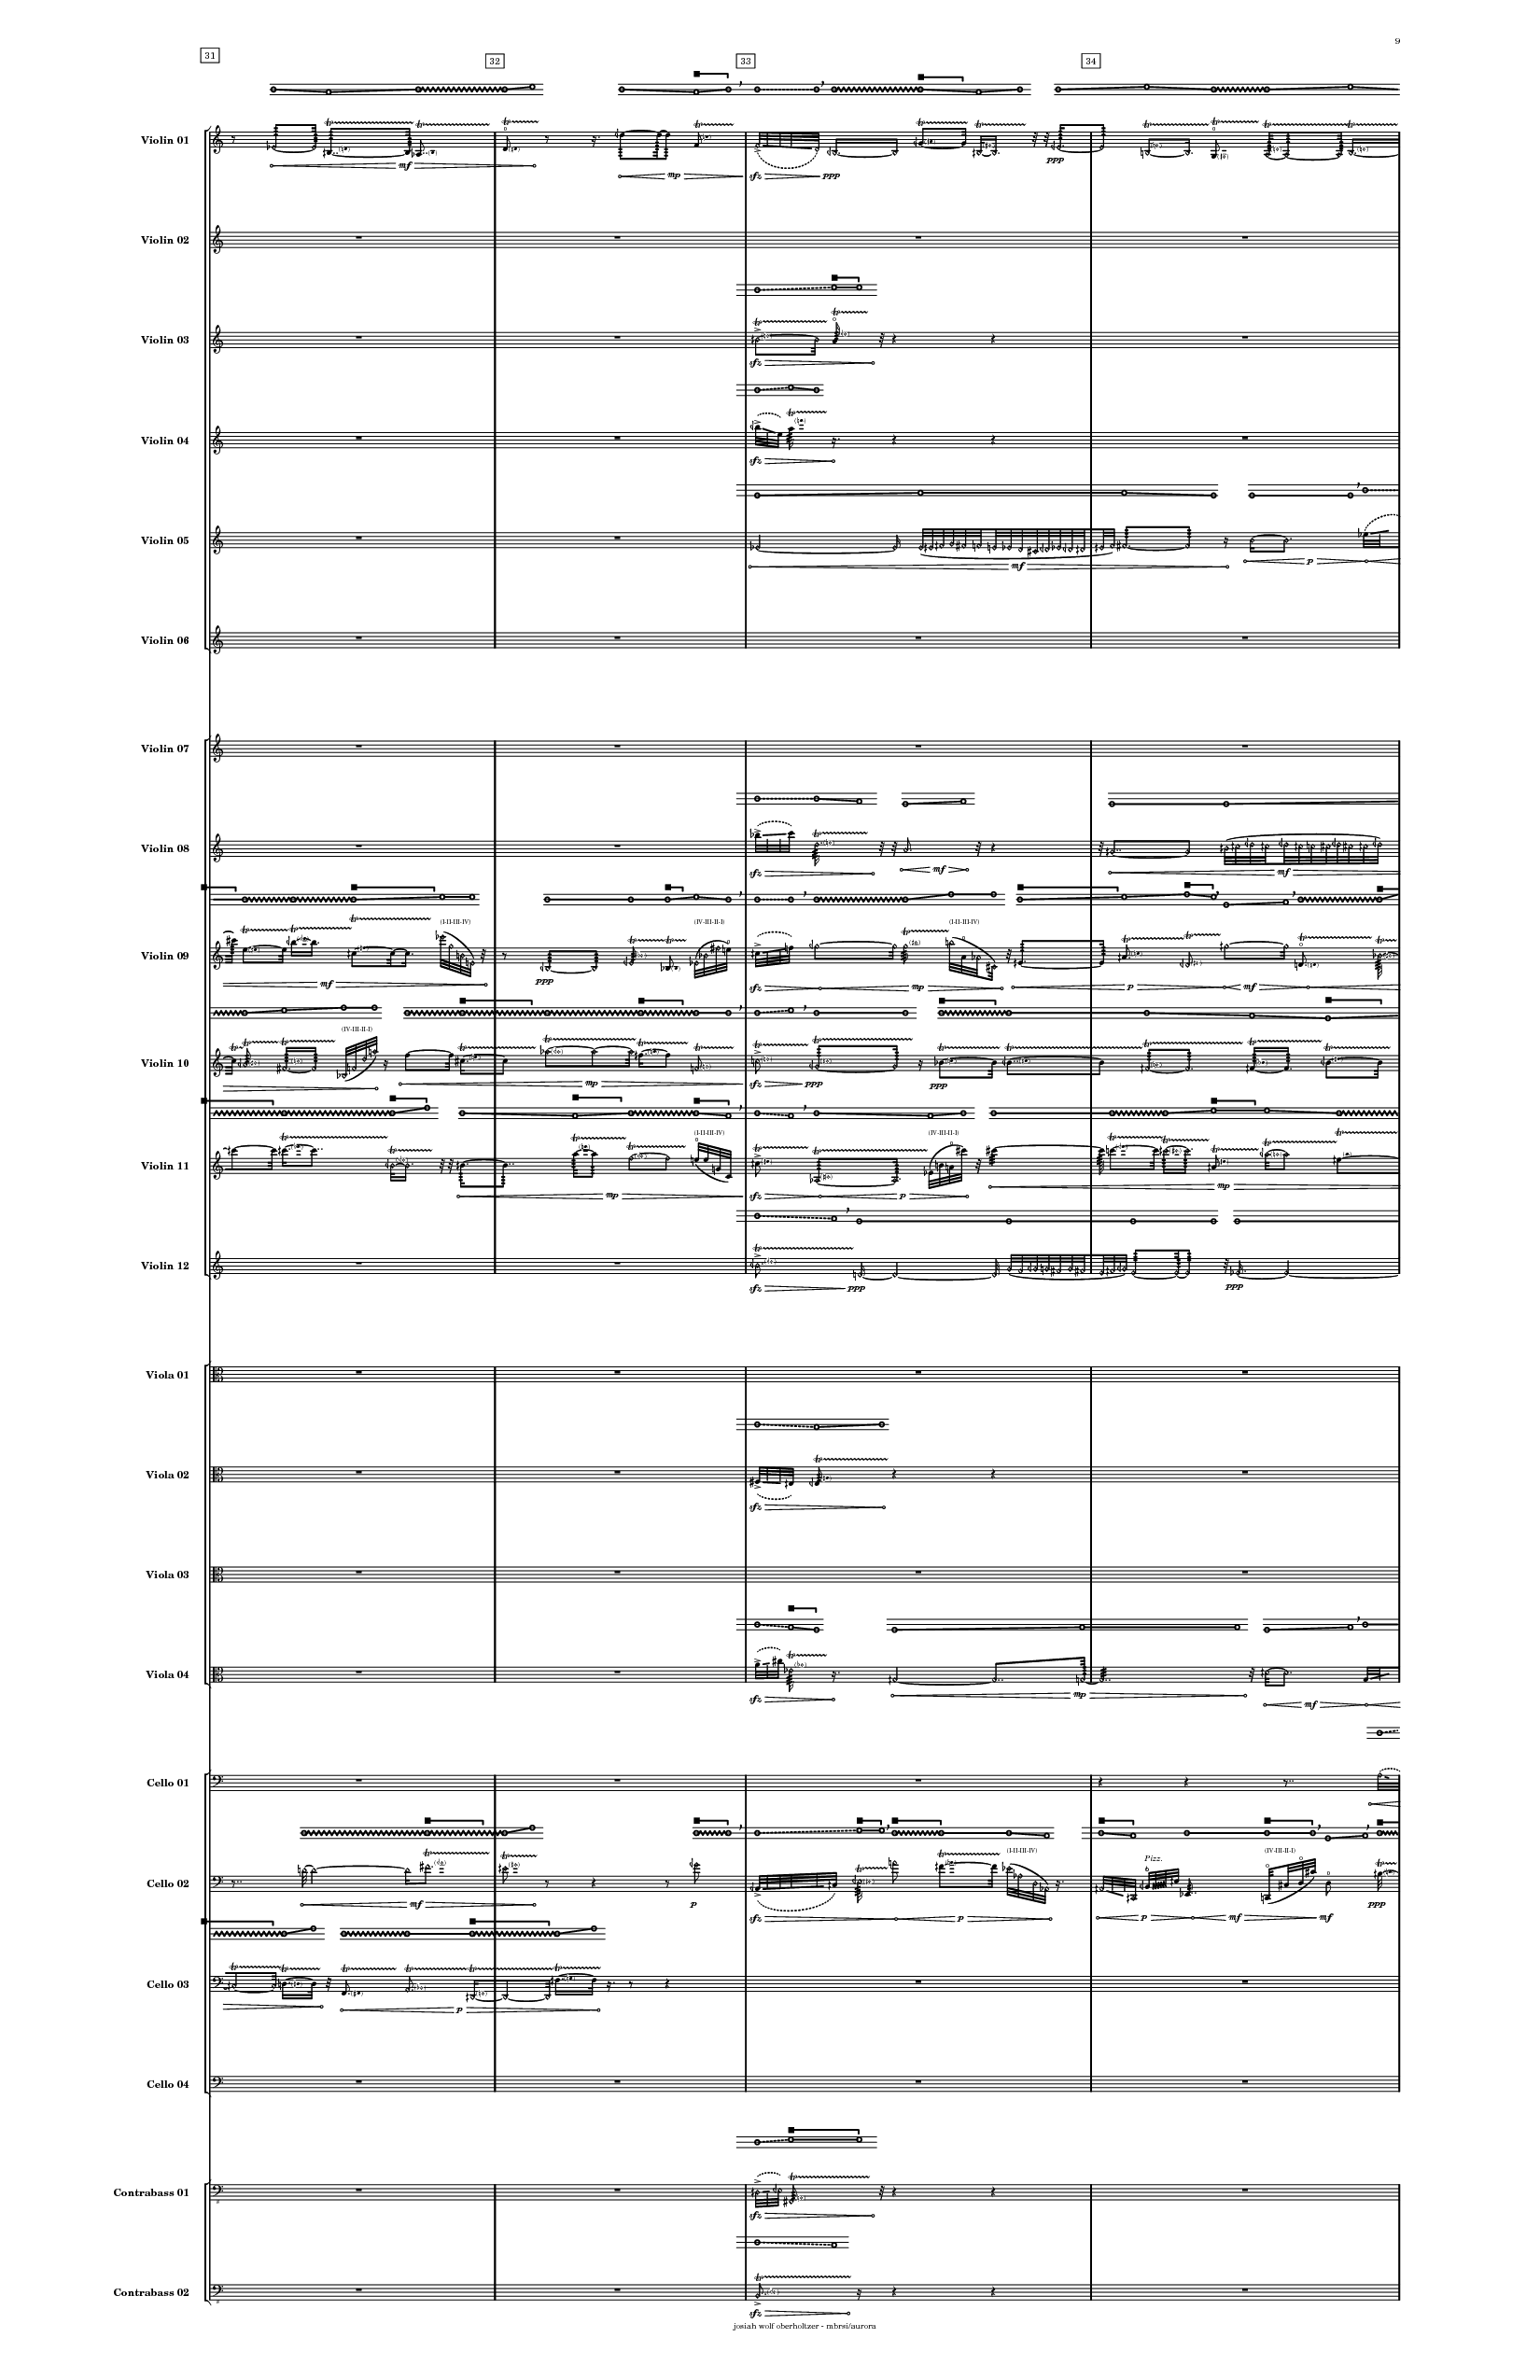 9
31
32
33
34
Violin 01
mf
mp
sfz
ppp
ppp
Violin 02
Violin 03
sfz
Violin 04
sfz
Violin 05
mf
p
Violin 06
Violin 07
Violin 08
sfz
mf
mf
(I-II-III-IV)
(IV-III-II-I)
(I-II-III-IV)
Violin 09
mf
ppp
sfz
mp
p
mf
(IV-III-II-I)
Violin 10
mp
sfz
ppp
ppp
(I-II-III-IV)
(IV-III-II-I)
Violin 11
mp
sfz
p
mp
Violin 12
sfz
ppp
ppp
Viola 01
Viola 02
sfz
Viola 03
Viola 04
sfz
mp
mf
Cello 01
(I-II-III-IV)
Pizz.
(IV-III-II-I)
Cello 02
mf
p
sfz
p
p
mf
mf
ppp
Cello 03
p
Cello 04
Contrabass 01
sfz
Contrabass 02
sfz
josiah wolf oberholtzer - mbrsi/aurora